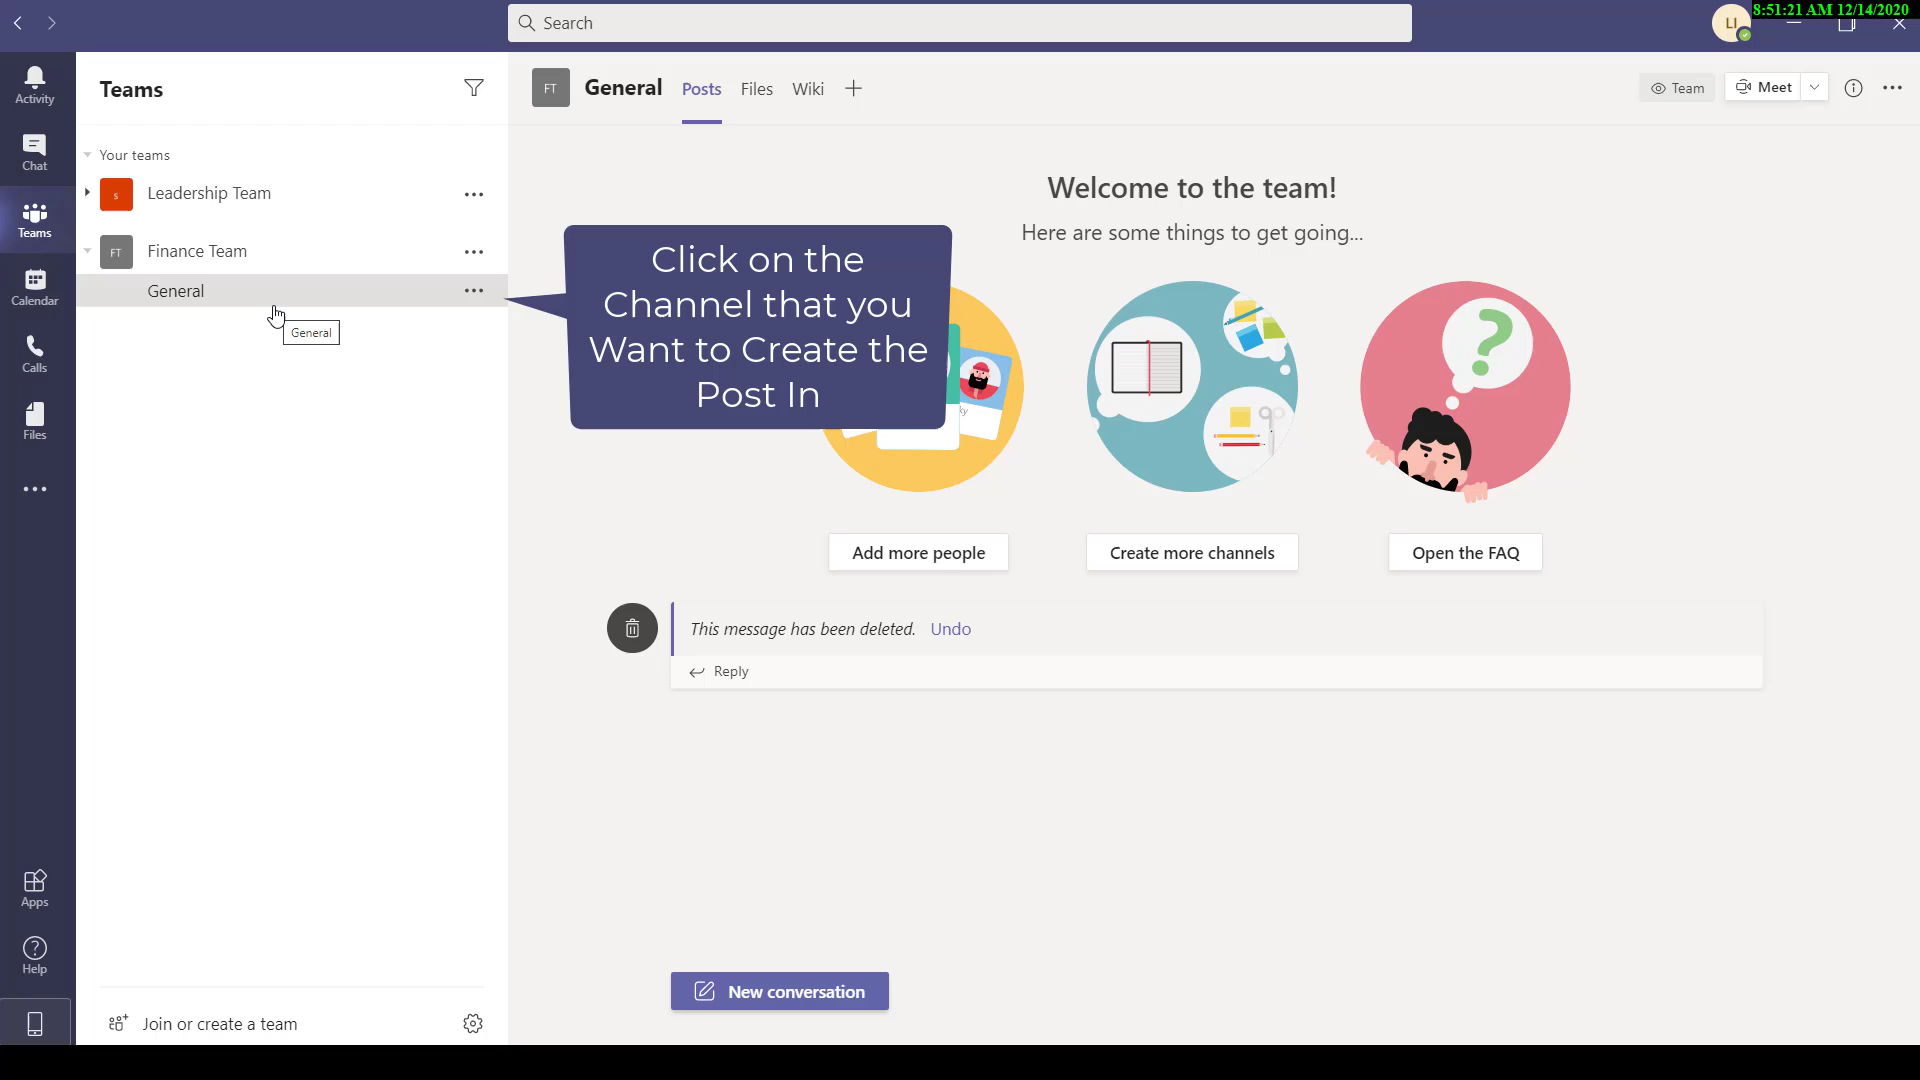 Search
LI
8:51:21 AM 12/14/2020
Activity
Chat
Teams
Calendar
Calls
Files
Apps
Help
Teams
Your teams
s
Leadership Team
FT
Finance Team
General
General
Join or create a team
FT
General
Posts
Files
Wiki
Team
Meet
Welcome to the team!
Here are some things to get going...
Click on the
Channel that you
Want to Create the
Post In
Add more people
Create more channels
Open the FAQ
This message has been deleted. Undo
Reply
New conversation